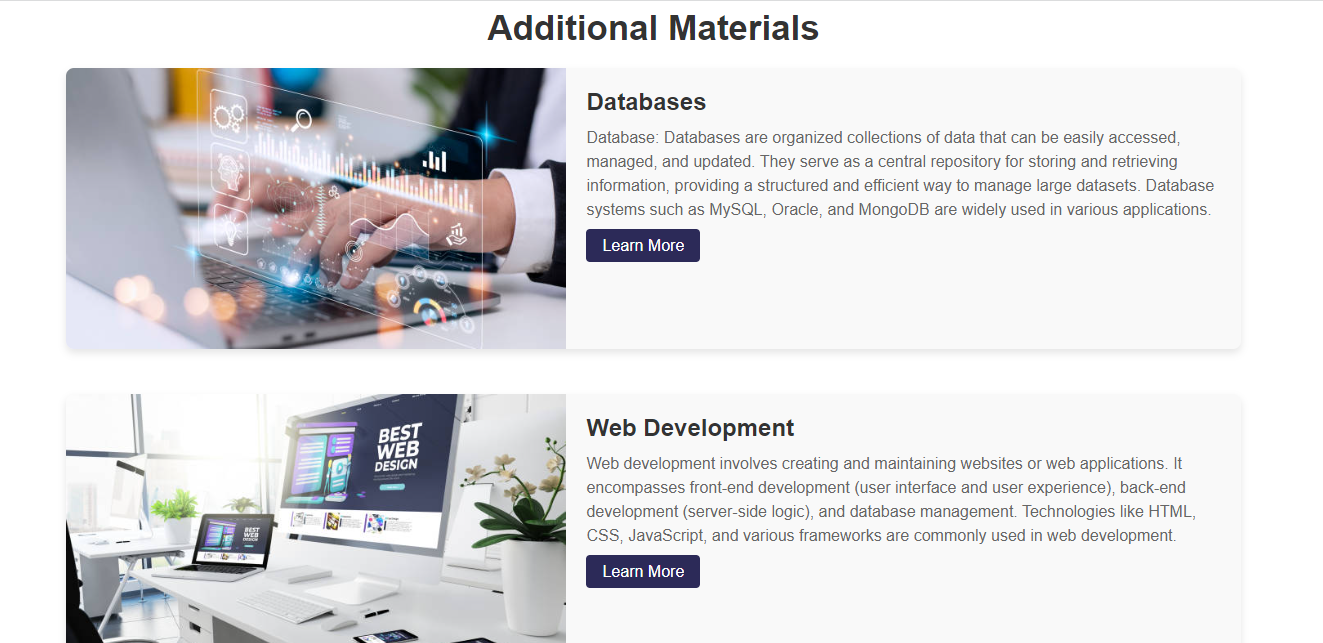 Additional Materials
Databases
Database: Databases are organized collections of data that can be easily accessed,
managed, and updated. They serve as a central repository for storing and retrieving
information, providing a structured and efficient way to manage large datasets. Database
systems such as MySQL, Oracle, and MongoDB are widely used in various applications.
Learn More
BEST
WEB
DESIGN
BEST
WEB
DESIGN
Web Development
Web development involves creating and maintaining websites or web applications. It
encompasses front-end development (user interface and user experience), back-end
development (server-side logic), and database management. Technologies like HTML,
CSS, JavaScript, and various frameworks are commonly used in web development.
Learn More